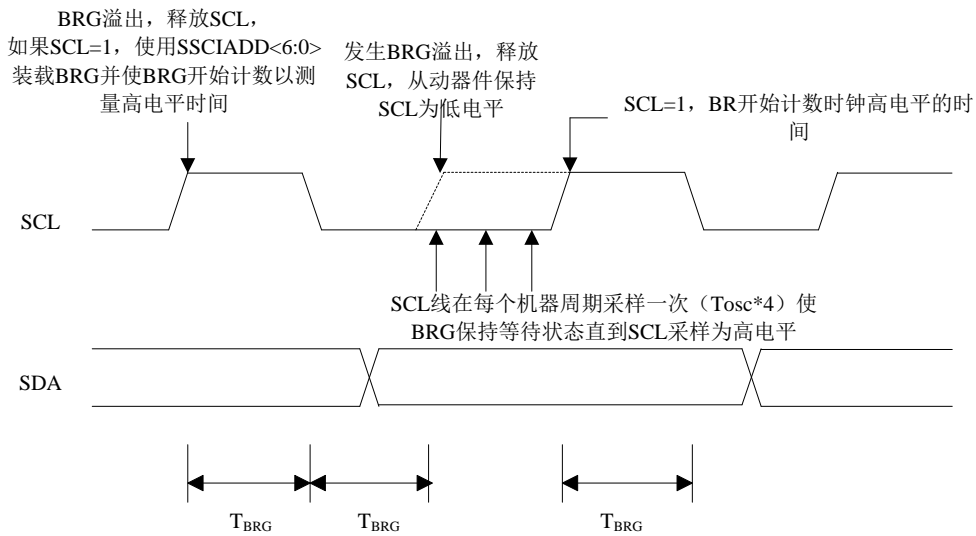 BRG溢出，释放SCL，
如果SCL=1，使用SSCIADD<6:0>
装载BRG并使BRG开始计数以测
量高电平时间
发生BRG溢出，释放
SCL，从动器件保持
SCL为低电平
SCL=1，BR开始计数时钟高电平的时
间
SCL
SCL线在每个机器周期采样一次（Tosc*4）使
BRG保持等待状态直到SCL采样为高电平
SDA
TBRG
TBRG
TBRG